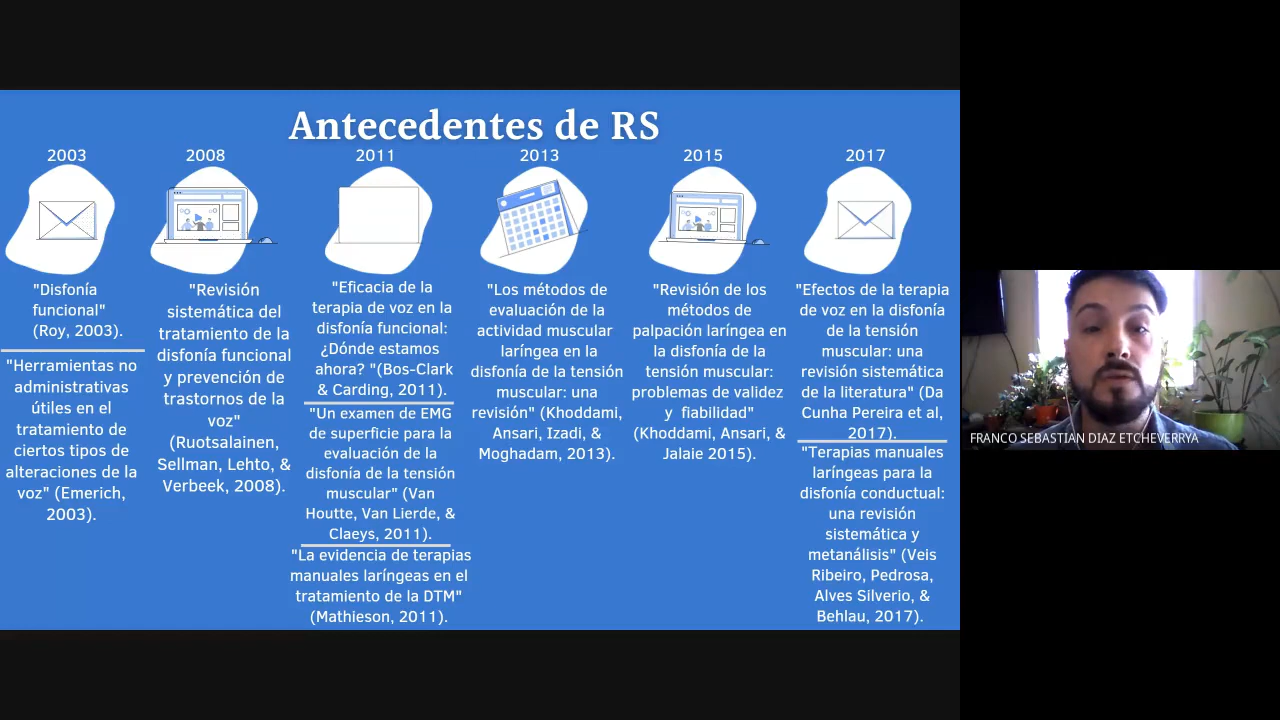 Antecedentes de RS
2003
"Disfonía
funcional"
(Roy, 2003).
"Herramientas no
administrativas
útiles en el
tratamiento de
ciertos tipos de
alteraciones de la
voz" (Emerich,
2003).
2008
"Revisión
sistemática del
tratamiento de la
disfonía funcional
y prevención de
trastornos de la
voz"
(Ruotsalainen,
Sellman, Lehto, &
Verbeek, 2008).
2011
"Eficacia de la
terapia de voz en la
disfonía funcional:
¿Dónde estamos
ahora? "(Bos-Clark
& Carding, 2011).
"Un examen de EMG
de superficie para la
evaluación de la
disfonía de la tensión
muscular" (Van
Houtte, Van Lierde, &
Claeys, 2011).
"La evidencia de terapias
manuales laríngeas en el
tratamiento de la DTM"
(Mathieson, 2011).
2013
"Los métodos de
evaluación de la
actividad muscular
laríngea en la
disfonía de la tensión
muscular: una
revisión" (Khoddami,
Ansari, Izadi, &
Moghadam, 2013).
2015
"Revisión de los
métodos de
palpación laríngea en
la disfonía de la
tensión muscular:
problemas de validez
y fiabilidad"
(Khoddami, Ansari, &
Jalaie 2015).
2017
"Efectos de la terapia
de voz en la disfonía
de la tensión
muscular: una
revisión sistemática
de la literatura" (Da
Cunha Pereira et al,
2017).
"Terapias manuales
laríngeas para la
disfonía conductual:
una revisión
sistemática y
metanálisis" (Veis
Ribeiro, Pedrosa,
Alves Silverio, &
Behlau, 2017).
FRANCO SEBASTIAN DIAZ ETCHEVERRYA